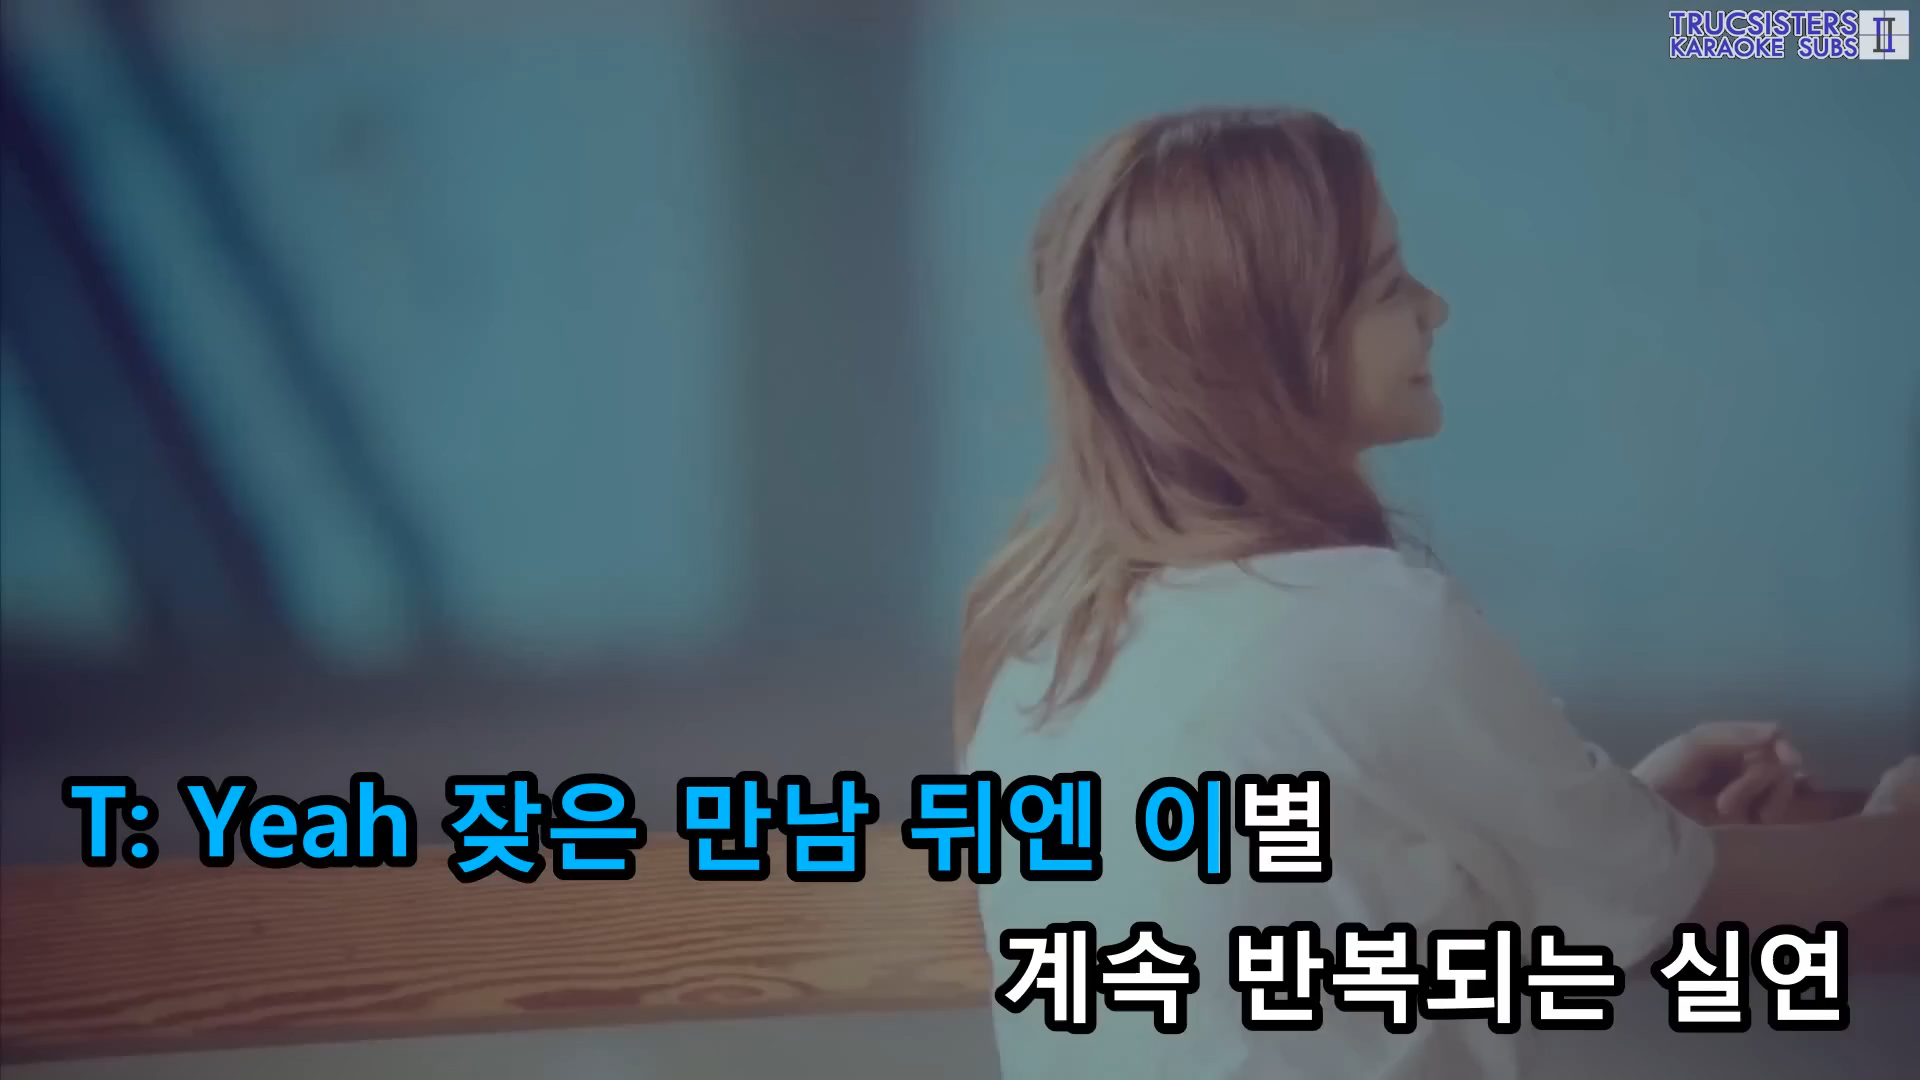 TRUCSISTERS
KARAOKE SUBS II
T: Yeah 잦은 만남 뒤엔 이별
계속 반복되는 실연